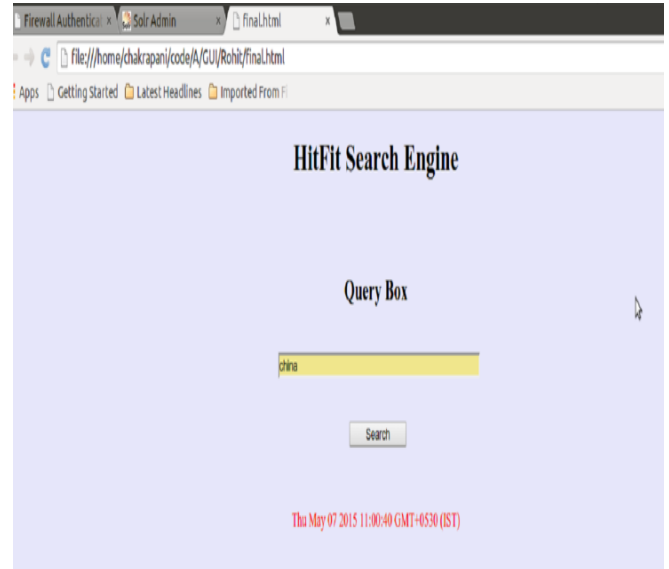 Firewall Authentical × Solr Admin × final.html ×
file:///home/chakrapani/code/A/GUI/Rohit/final.html
Apps Getting Started Latest Headlines Imported From Fi
HitFit Search Engine
Query Box
china
Search
Thu May 07 2015 11:00:40 GMT+0530 (IST)